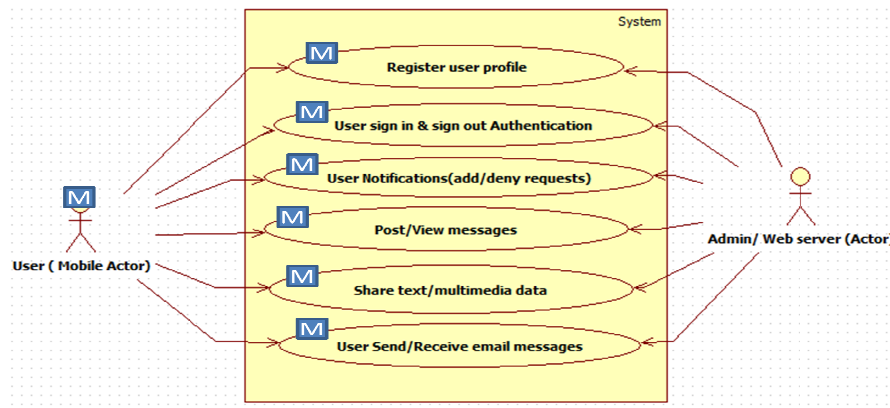 System
M
Register user profile
M
User sign in & sign out Authentication
M
User Notifications(add/deny requests)
M
M
Post/View messages
Admin/ Web server (Actor)
User ( Mobile Actor)
M
Share text/multimedia data
M
User Send/Receive email messages